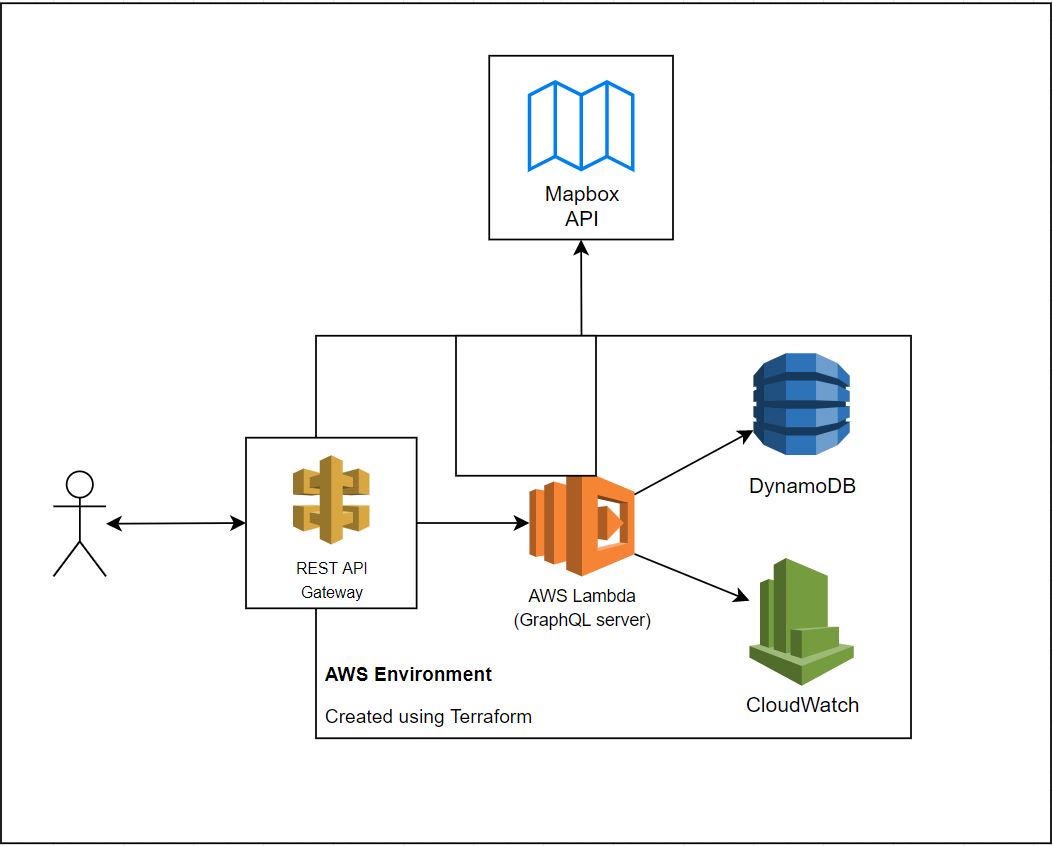 Mapbox
API
REST API
Gateway
AWS Lambda
(GraphQL server)
DynamoDB
CloudWatch
AWS Environment
Created using Terraform